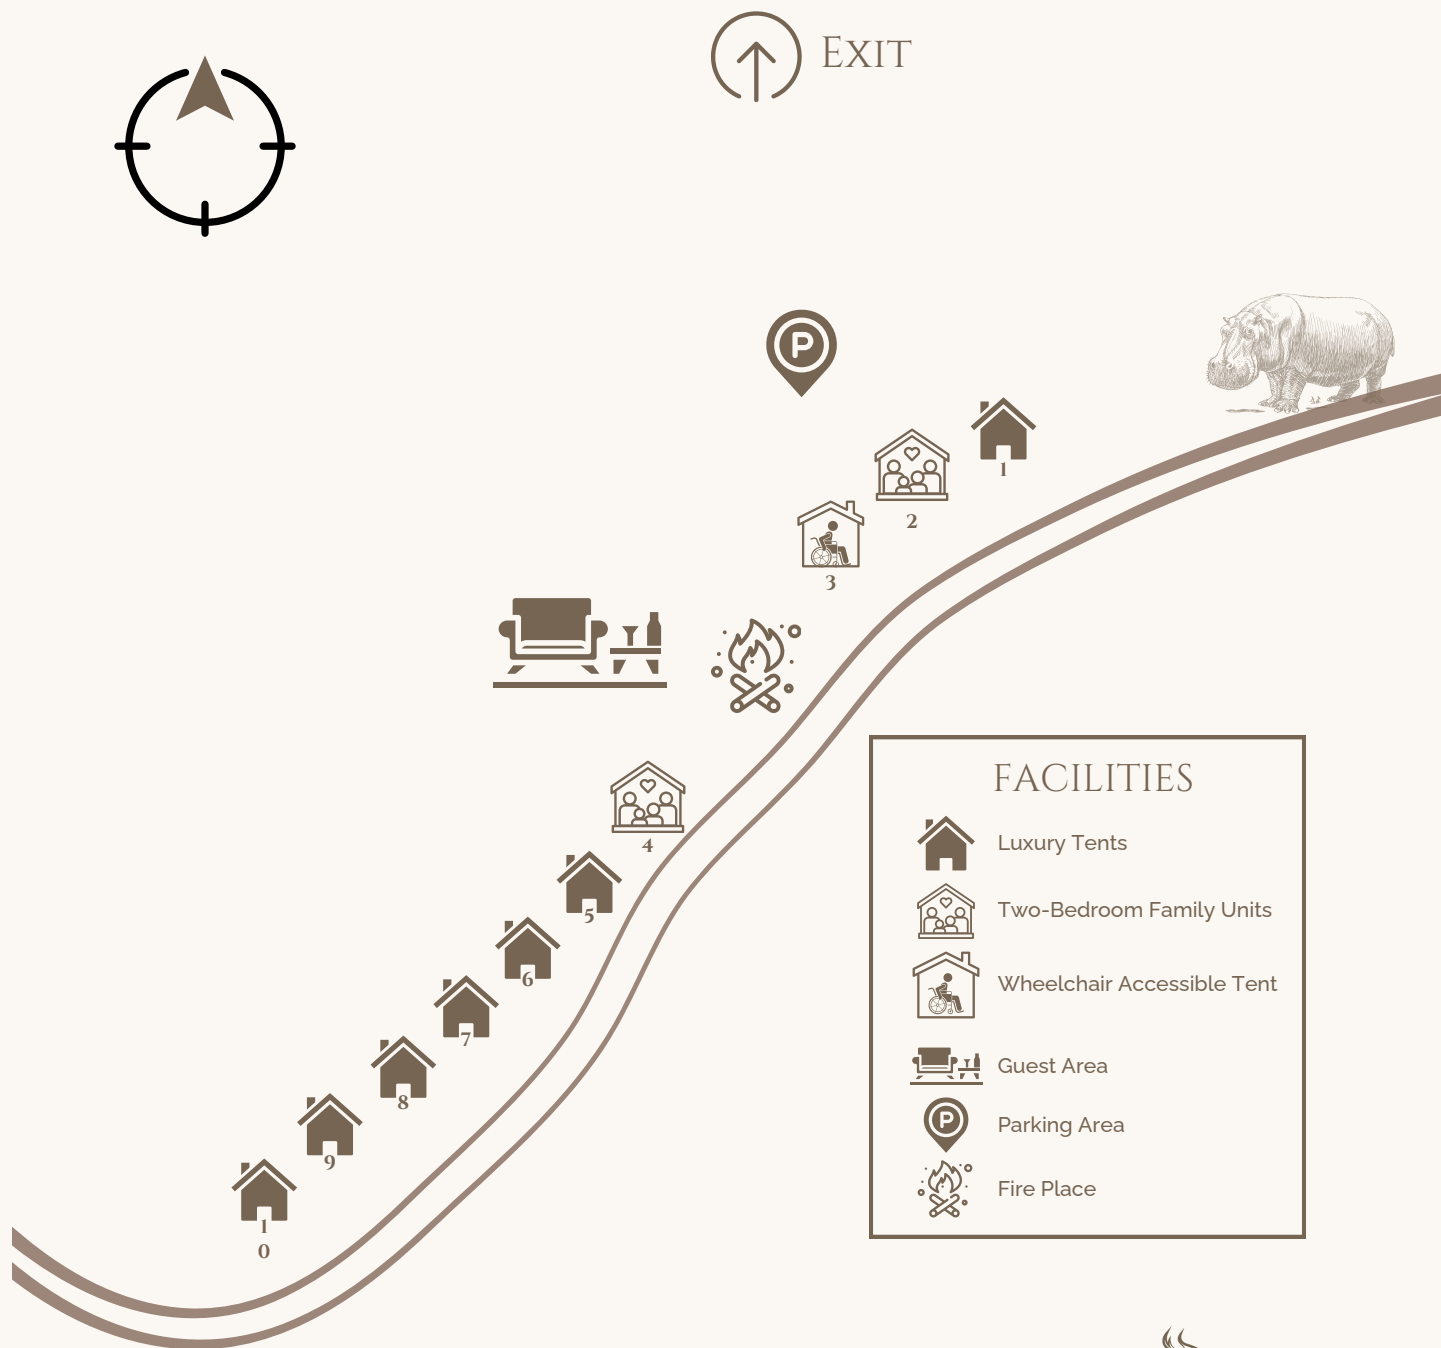 Exit
P
1
2
3
4
5
6
7
8
9
1
0
FACILITIES
Luxury Tents
Two-Bedroom Family Units
Wheelchair Accessible Tent
Guest Area
P
Parking Area
Fire Place